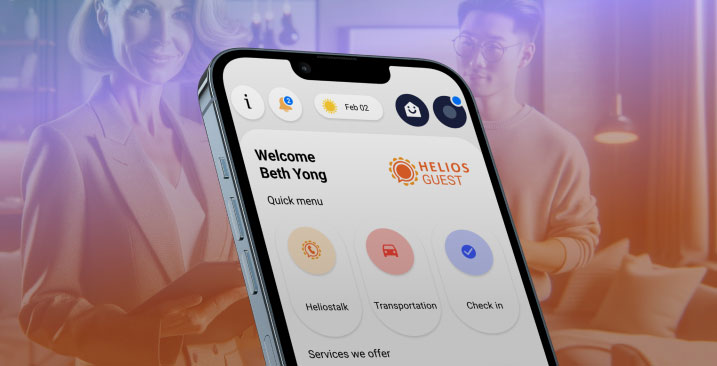 i
2
Feb 02
Welcome
Beth Yong
HELIOS
GUEST
Quick menu
Heliostalk
Transportation
Check in
Services we offer